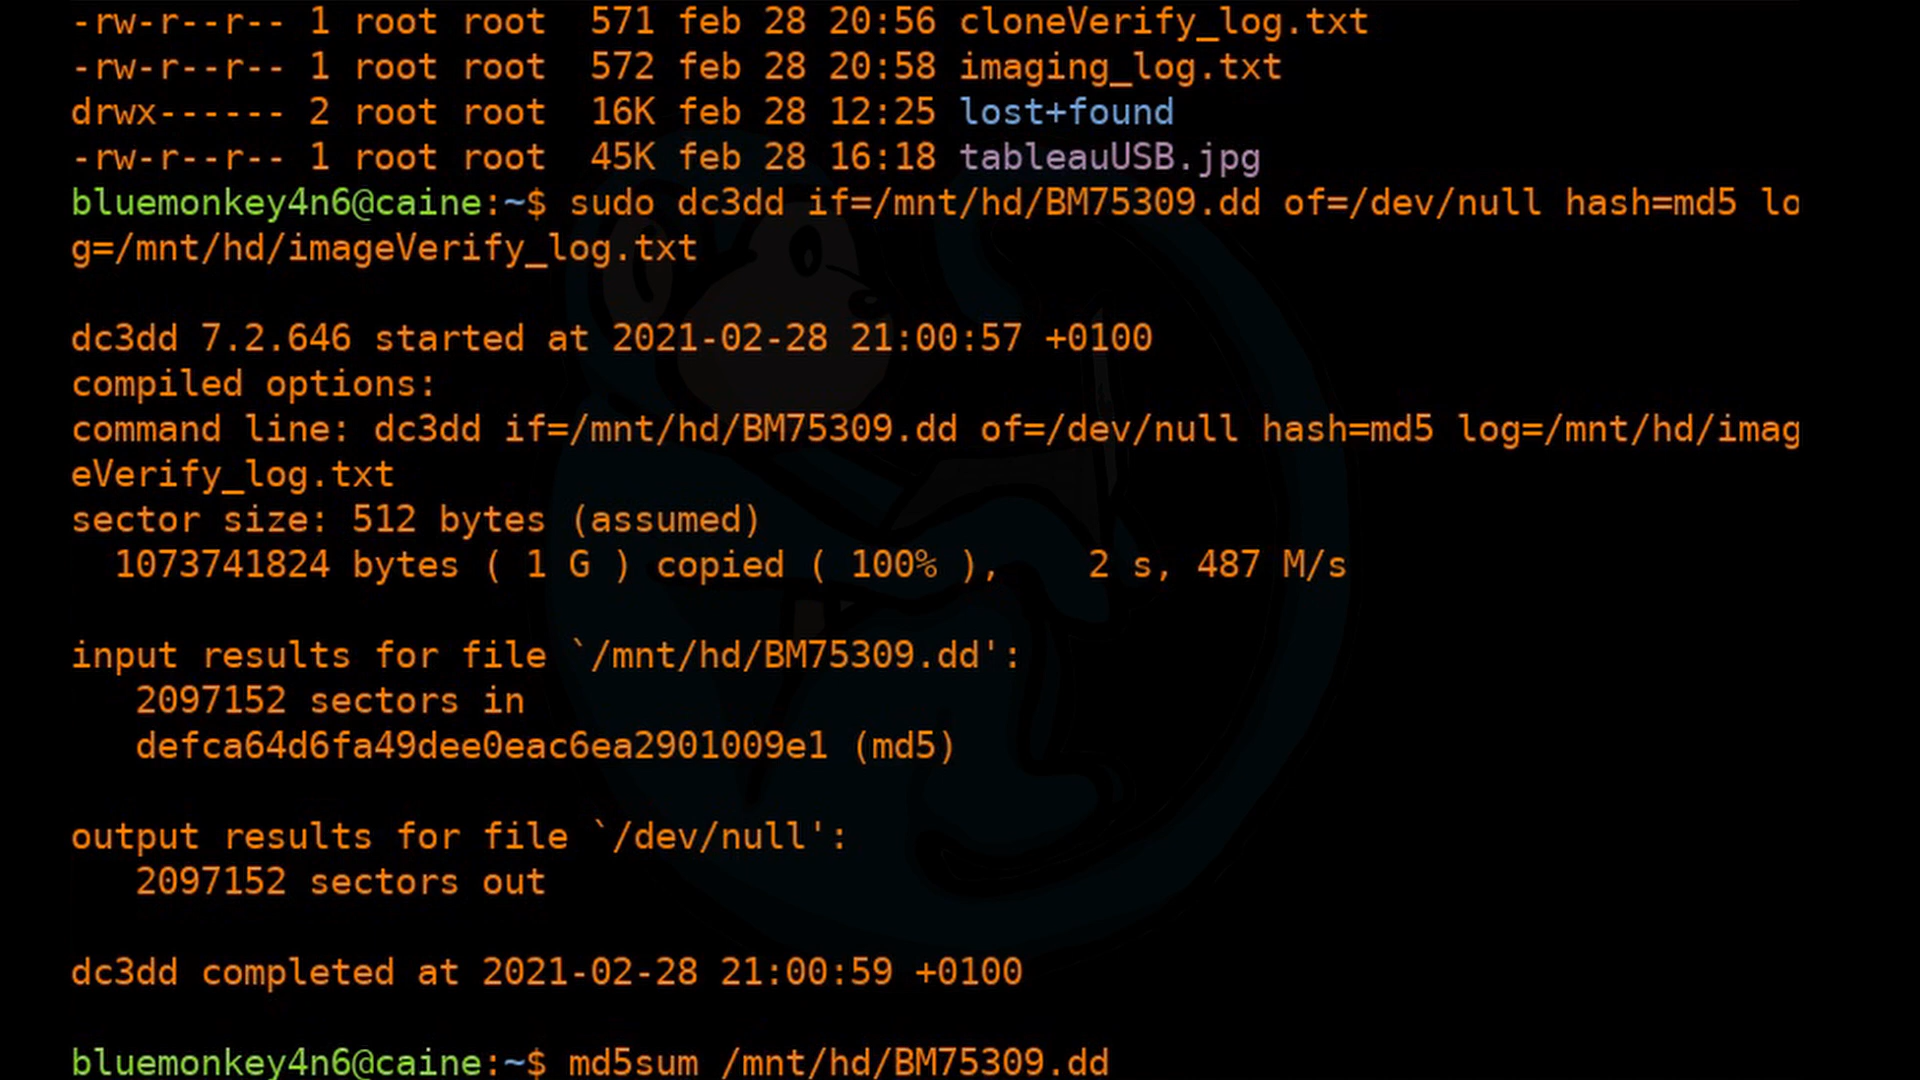 -rw-r--r-- 1 root root  571 feb 28 20:56 cloneVerify_log.txt
-rw-r--r-- 1 root root  572 feb 28 20:58 imaging_log.txt
drwx------ 2 root root  16K feb 28 12:25 lost+found
-rw-r--r-- 1 root root  45K feb 28 16:18 tableauUSB.jpg
bluemonkey4n6@caine:~$ sudo dc3dd if=/mnt/hd/BM75309.dd of=/dev/null hash=md5 lo
g=/mnt/hd/imageVerify_log.txt

dc3dd 7.2.646 started at 2021-02-28 21:00:57 +0100
compiled options:
command line: dc3dd if=/mnt/hd/BM75309.dd of=/dev/null hash=md5 log=/mnt/hd/imag
eVerify_log.txt
sector size: 512 bytes (assumed)
  1073741824 bytes ( 1 G ) copied ( 100% ),    2 s, 487 M/s

input results for file `/mnt/hd/BM75309.dd':
   2097152 sectors in
   defca64d6fa49dee0eac6ea2901009e1 (md5)

output results for file `/dev/null':
   2097152 sectors out

dc3dd completed at 2021-02-28 21:00:59 +0100

bluemonkey4n6@caine:~$ md5sum /mnt/hd/BM75309.dd